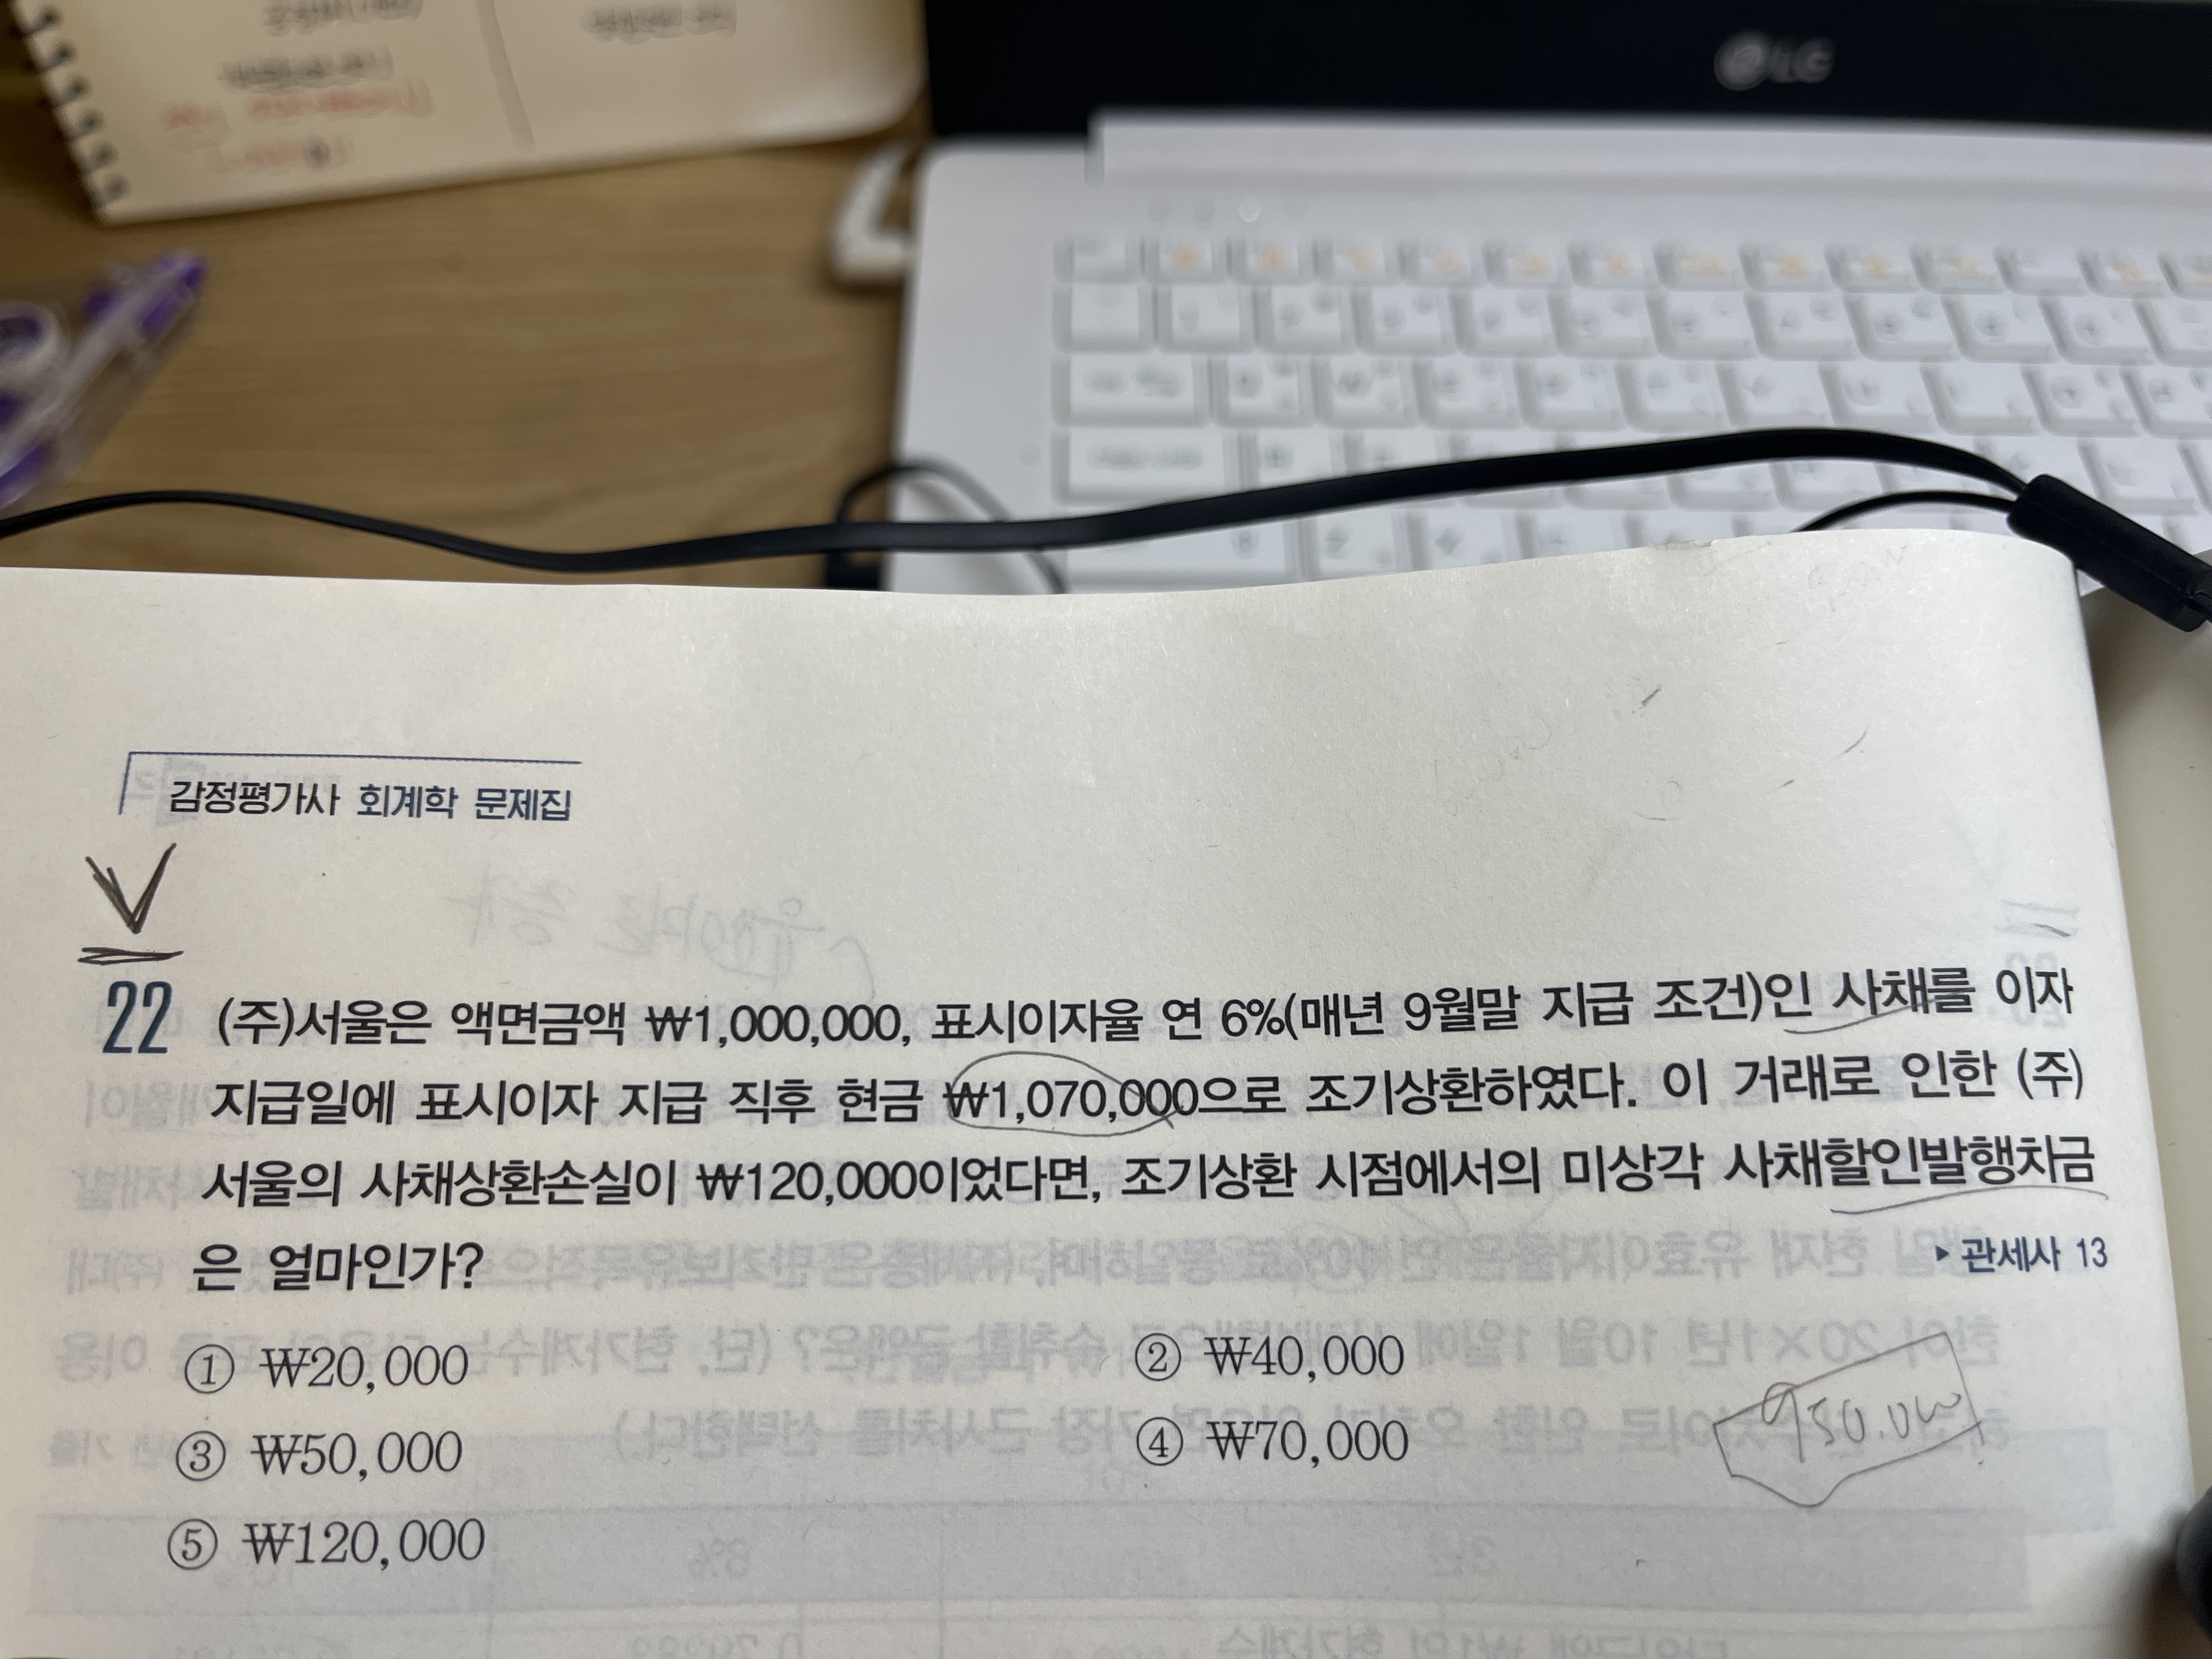 LG
감정평가사 회계학 문제집
22 (주)서울은 액면금액 ₩1,000,000, 표시이자율 연 6%(매년 9월말 지급 조건)인 사채를 이자
지급일에 표시이자 지급 직후 현금 ₩1,070,000으로 조기상환하였다. 이 거래로 인한 (주)
서울의 사채상환손실이 ₩120,000이었다면, 조기상환 시점에서의 미상각 사채할인발행차금
은 얼마인가?
▶ 관세사 13
① ₩20,000
② ₩40,000
③ ₩50,000
④ ₩70,000
950.000
⑤ ₩120,000